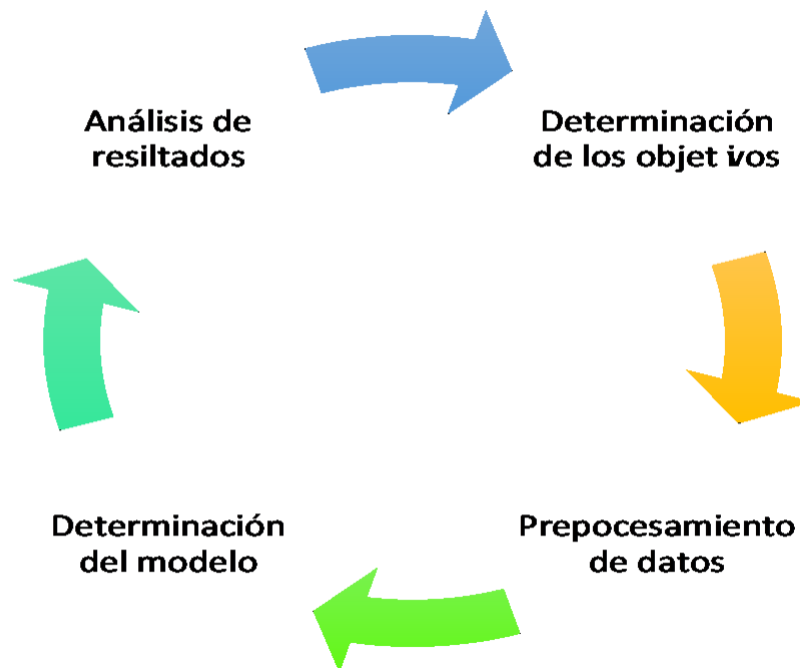 Análisis de
resiltados
Determinación
de los objet ivos
Prepocesamiento
de datos
Determinación
del modelo